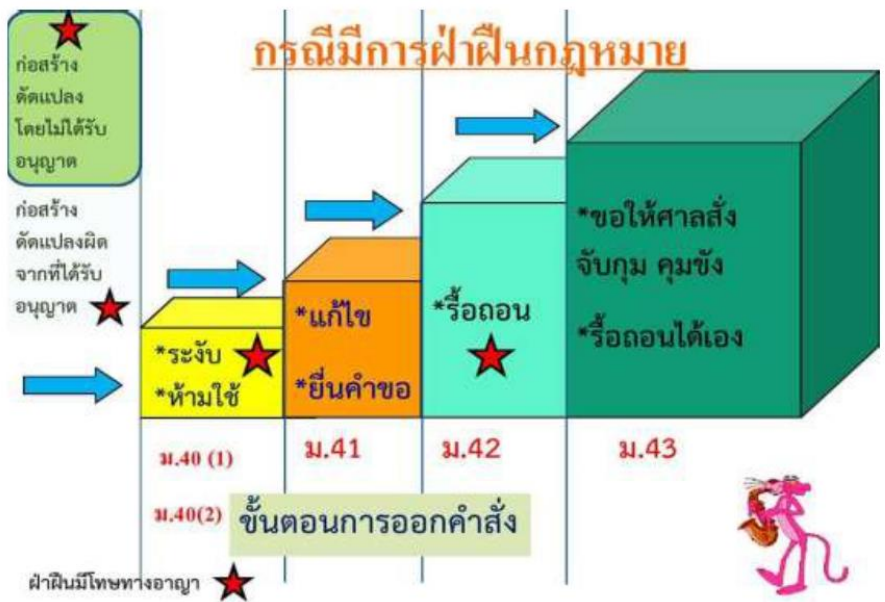 กรณีมีการฝ่าฝืนกฎหมาย
ก่อสร้าง
ดัดแปลง
โดยไม่ได้รับ
อนุญาต
ก่อสร้าง
ดัดแปลงผิด
จากที่ได้รับ
อนุญาต
*ระงับ
*ห้ามใช้
*แก้ไข
*ยื่นคำขอ
*รื้อถอน
*ขอให้ศาลสั่ง
จับกุม คุมขัง
*รื้อถอนได้เอง
ม.40 (1)
ม.40(2)
ม.41
ม.42
ม.43
ขั้นตอนการออกคำสั่ง
ฝ่าฝืนมีโทษทางอาญา